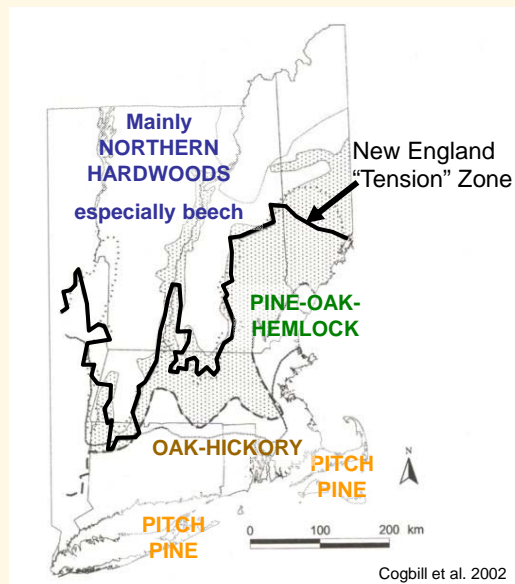 Mainly
NORTHERN
HARDWOODS
especially beech
New England
“Tension” Zone
PINE-OAK-
HEMLOCK
OAK-HICKORY
PITCH
PINE
N
PITCH
PINE
0 100 200 km
Cogbill et al. 2002